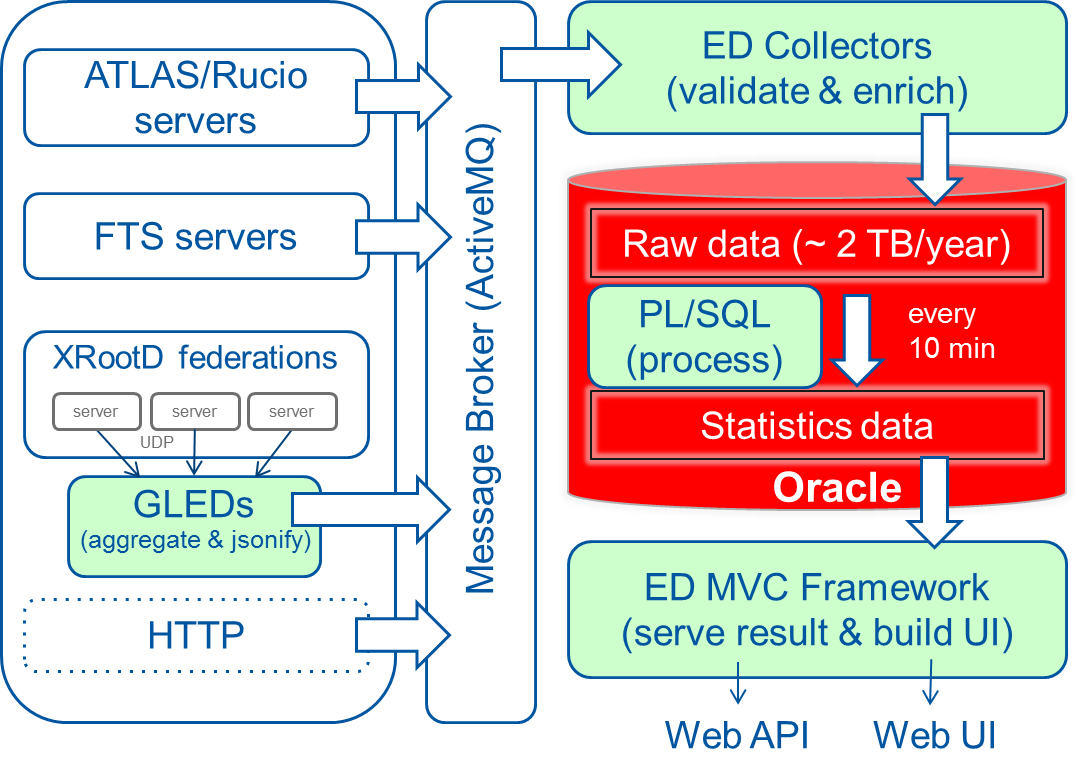 ATLAS/Rucio
servers
FTS servers
XRootD federations
server
server
server
UDP
GLEDs
(aggregate & jsonify)
HTTP
Message Broker (ActiveMQ)
ED Collectors
(validate & enrich)
Raw data (~ 2 TB/year)
PL/SQL
(process)
every
10 min
Statistics data
Oracle
ED MVC Framework
(serve result & build UI)
Web API
Web UI